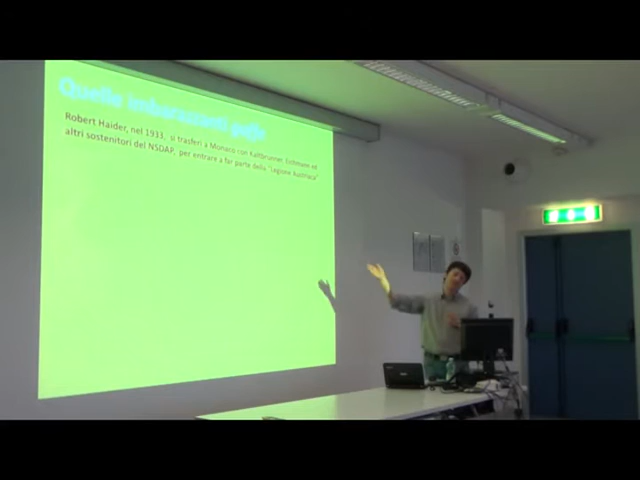 Quelle imbarazzanti gaffe
Robert Haider, nel 1933, si trasferì a Monaco con Kaltbrunner, Eichmann ed
altri sostenitori del NSDAP, per entrare a far parte della "Legione Austriaca"